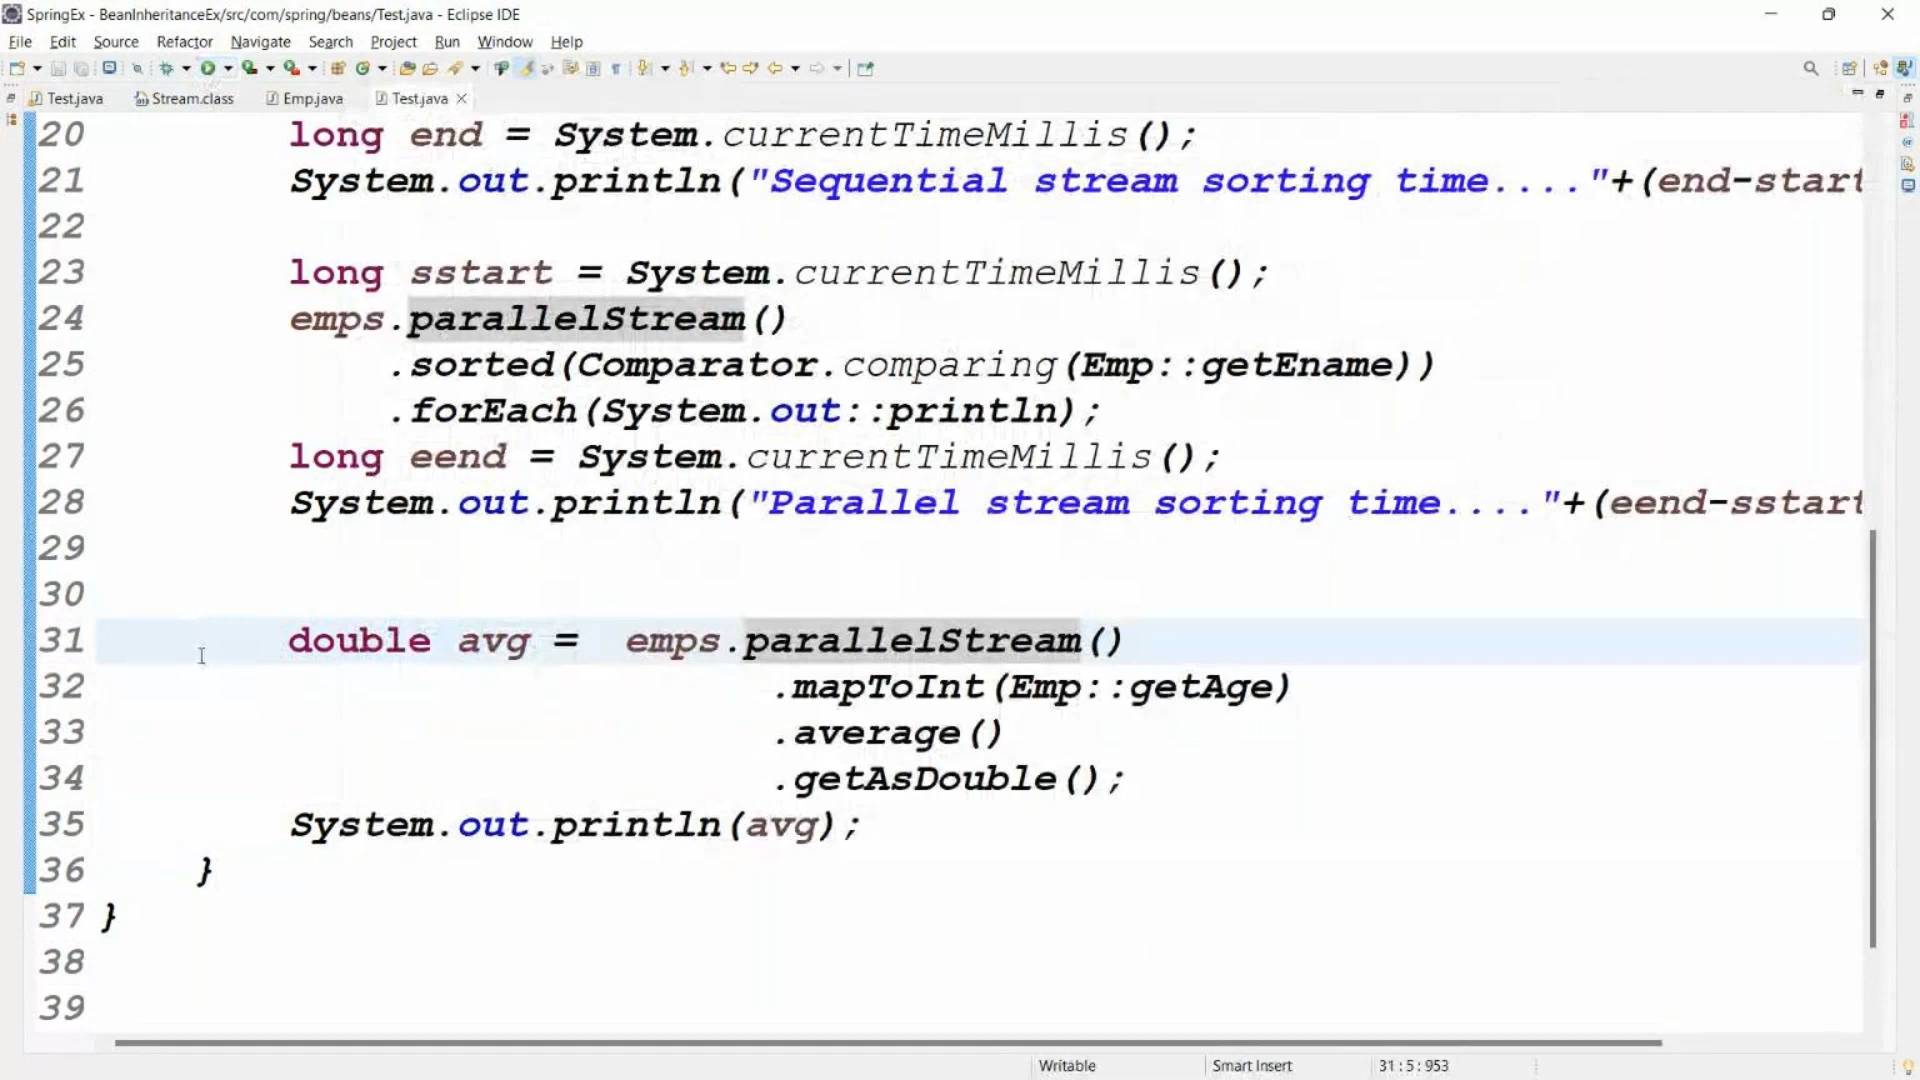 SpringEx - BeanInheritanceEx/src/com/spring/beans/Test.java - Eclipse IDE
File Edit Source Refactor Navigate Search Project Run Window Help
Test.java Stream.class Emp.java Test.java
20 long end = System.currentTimeMillis();
21 System.out.println("Sequential stream sorting time...."+(end-start
22
23 long sstart = System.currentTimeMillis();
24 emps.parallelStream()
25 .sorted(Comparator.comparing(Emp::getEname))
26 .forEach(System.out::println);
27 long eend = System.currentTimeMillis();
28 System.out.println("Parallel stream sorting time...."+(eend-sstart
29
30
31 double avg =  emps.parallelStream()
32 .mapToInt(Emp::getAge)
33 .average()
34 .getAsDouble();
35 System.out.println(avg);
36 }
37 }
38
39
Writable Smart Insert 31 : 5 : 953